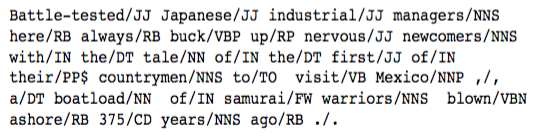 Battle-tested/JJ Japanese/JJ industrial/JJ managers/NNS
here/RB always/RB buck/VBP up/RP nervous/JJ newcomers/NNS
with/IN the/DT tale/NN of/IN the/DT first/JJ of/IN
their/PP$ countrymen/NNS to/TO visit/VB Mexico/NNP ,/,
a/DT boatload/NN of/IN samurai/FW warriors/NNS blown/VBN
ashore/RB 375/CD years/NNS ago/RB ./.